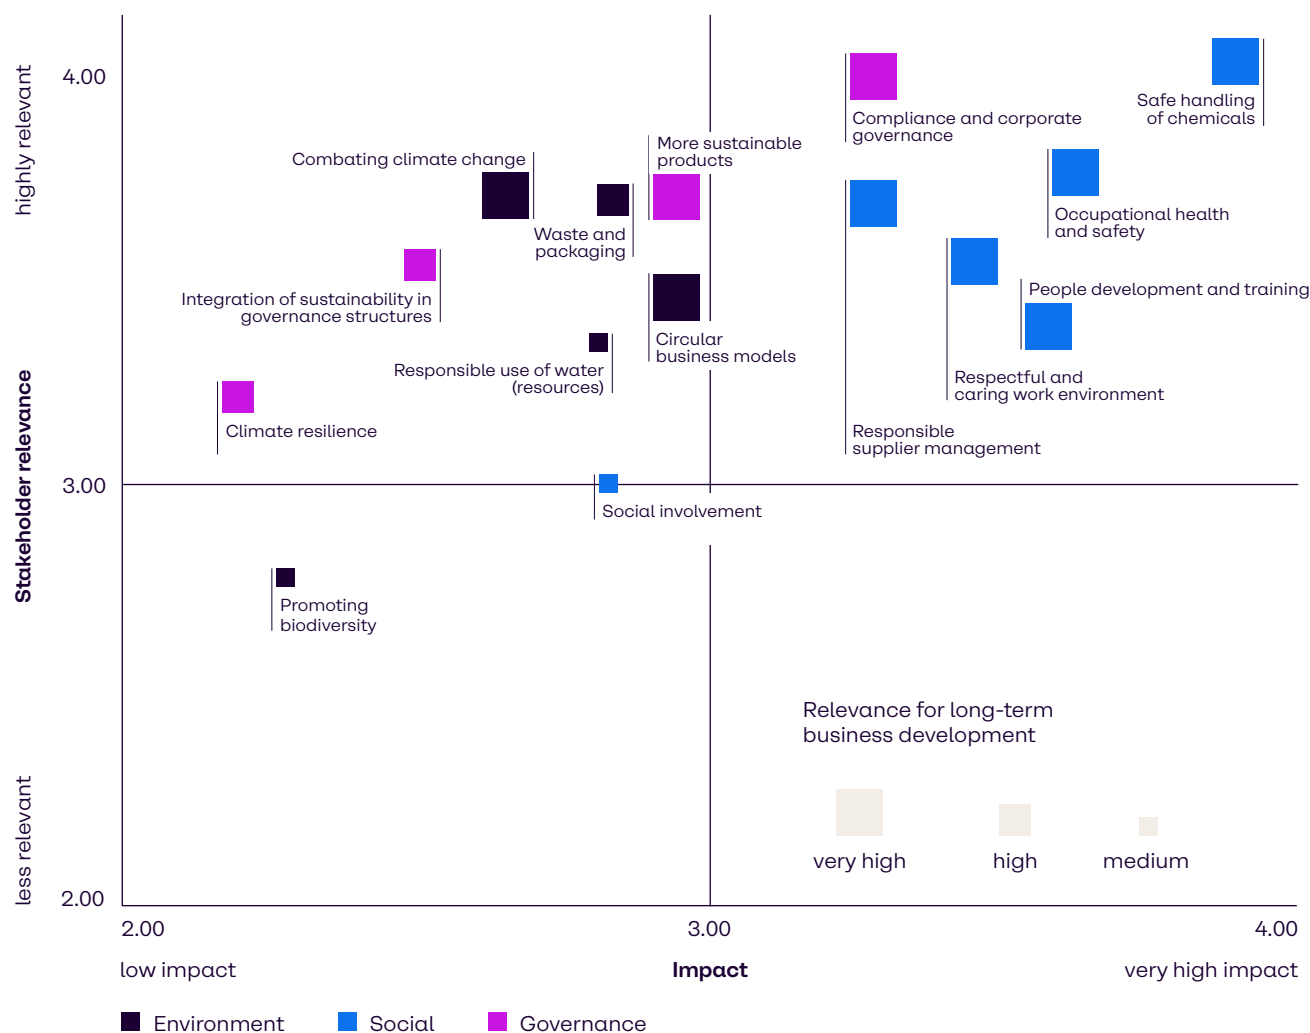 highly relevant
Stakeholder relevance
less relevant
4.00
3.00
2.00
Safe handling
of chemicals
Compliance and corporate
governance
More sustainable
products
Combating climate change
Occupational health
and safety
Waste and
packaging
People development and training
Integration of sustainability in
governance structures
Circular
business models
Responsible use of water
(resources)
Respectful and
caring work environment
Climate resilience
Responsible
supplier management
Social involvement
Promoting
biodiversity
Relevance for long-term
business development
very high
high
medium
2.00
3.00
4.00
low impact
Impact
very high impact
Environment
Social
Governance